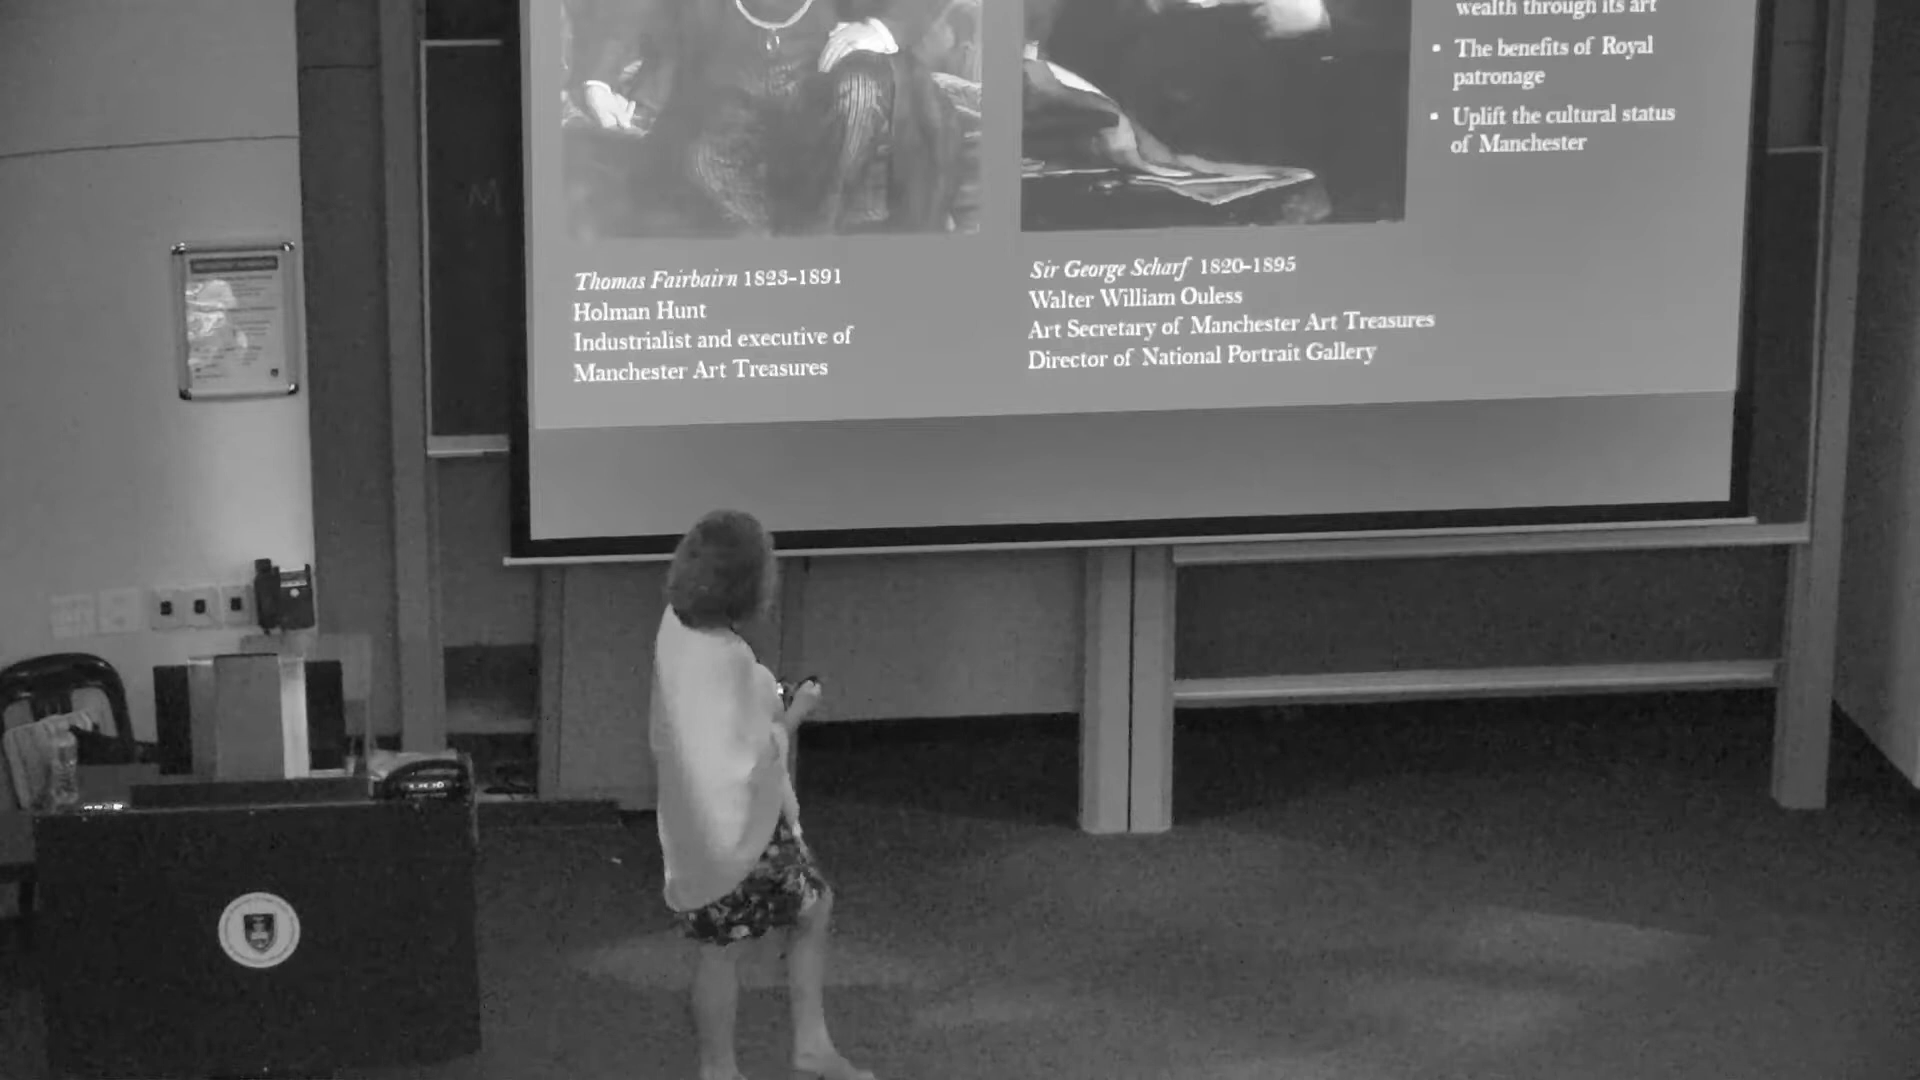 wealth through its art
• The benefits of Royal
patronage
• Uplift the cultural status
of Manchester
Thomas Fairbairn 1823-1891
Holman Hunt
Industrialist and executive of
Manchester Art Treasures
Sir George Scharf 1820-1895
Walter William Ouless
Art Secretary of Manchester Art Treasures
Director of National Portrait Gallery
M